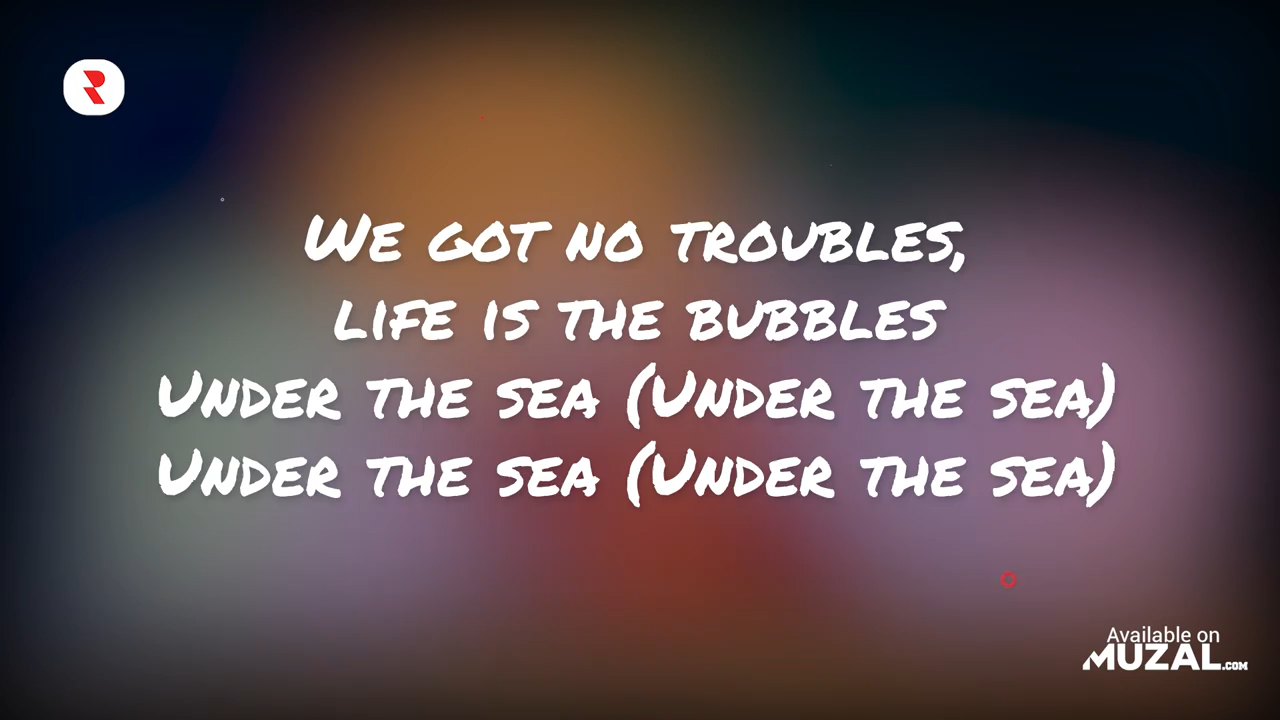 We got no troubles,
life is the bubbles
Under the sea (Under the sea)
Under the sea (Under the sea)
Available on
MUZAL.COM